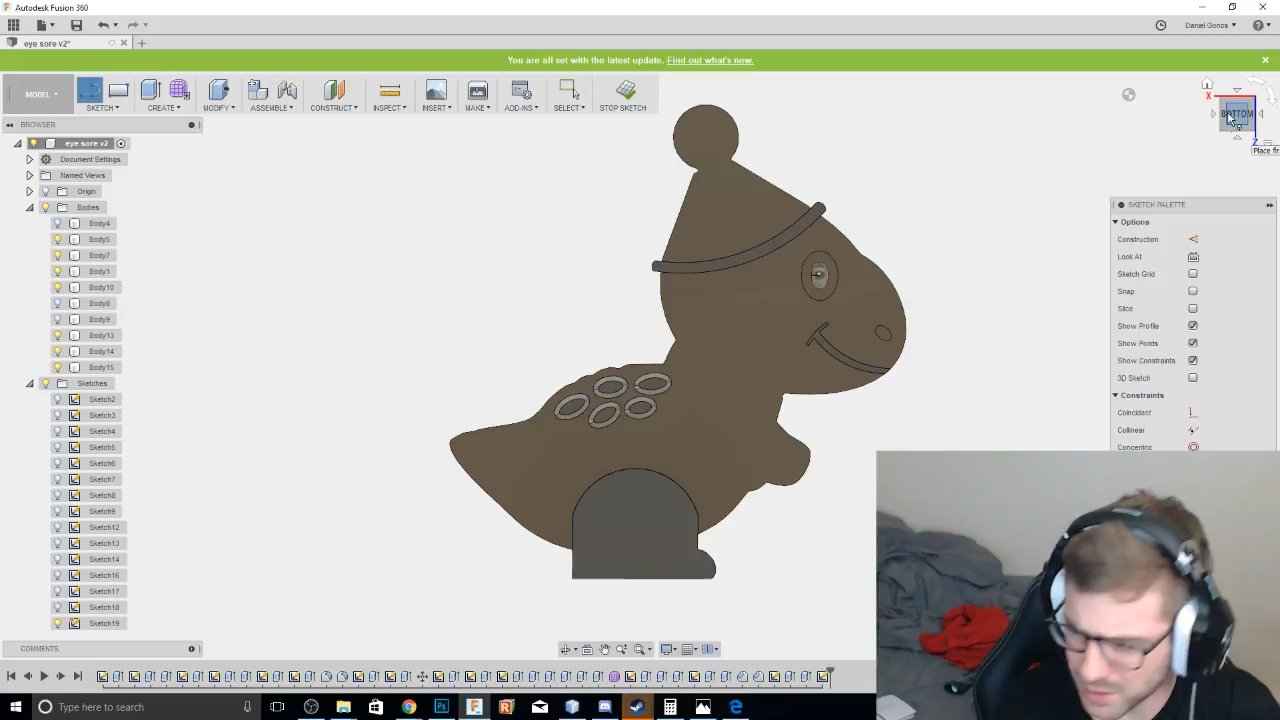 Autodesk Fusion 360
Daniel Gonos
eye sore v2*
You are all set with the latest update. Find out what's new.
MODEL
SKETCH
CREATE
MODIFY
ASSEMBLE
CONSTRUCT
INSPECT
INSERT
MAKE
ADD-INS
SELECT
STOP SKETCH
X
BOTTOM
Z
Place fir
BROWSER
eye sore v2
Document Settings
Named Views
Origin
Bodies
Body4
Body5
Body7
Body1
Body10
Body8
Body9
Body13
Body14
Body15
Sketches
Sketch2
Sketch3
Sketch4
Sketch5
Sketch6
Sketch7
Sketch8
Sketch9
Sketch12
Sketch13
Sketch14
Sketch16
Sketch17
Sketch18
Sketch19
SKETCH PALETTE
Options
Construction
Look At
Sketch Grid
Snap
Slice
Show Profile
Show Points
Show Constraints
3D Sketch
Constraints
Coincident
Collinear
Concentric
COMMENTS
Type here to search